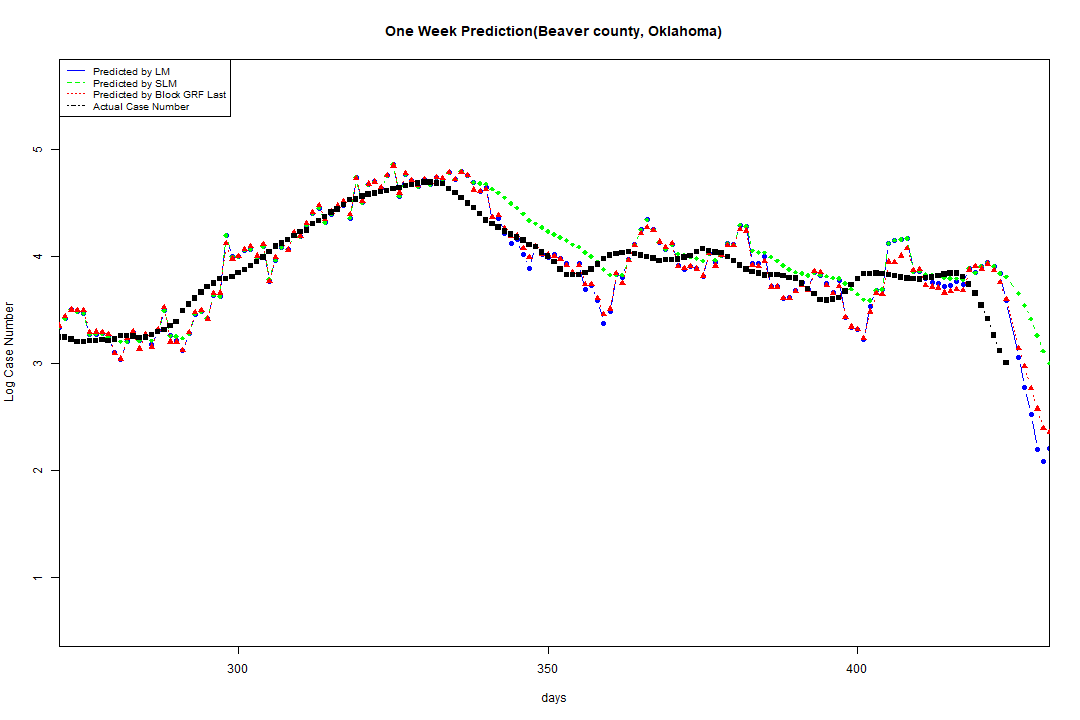 One Week Prediction(Beaver county, Oklahoma)
Predicted by LM
Predicted by SLM
Predicted by Block GRF Last
Actual Case Number
5
4
3
2
1
Log Case Number
300
350
400
days